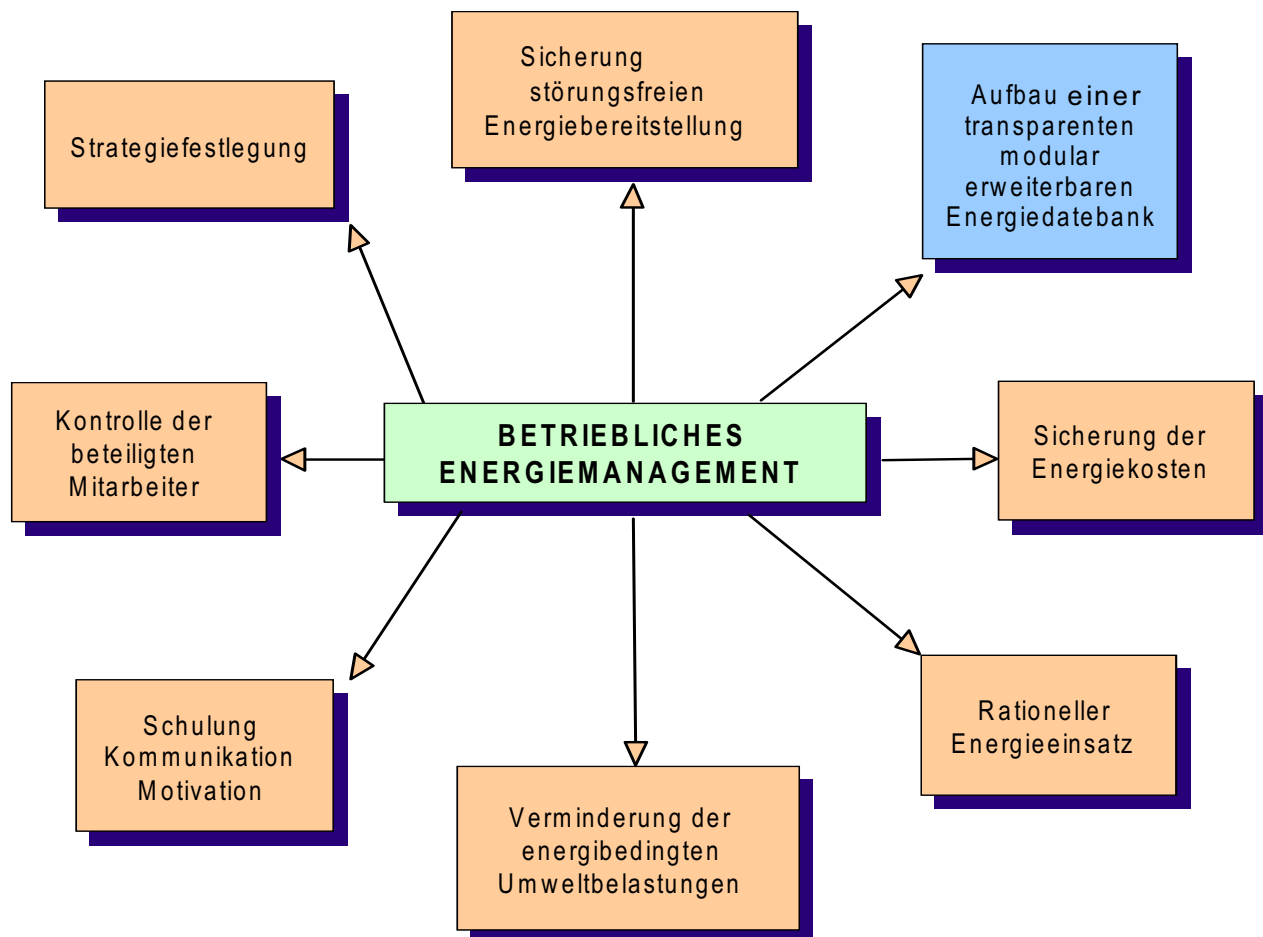 Sicherung
störungsfreien
Energiebereitstellung
Aufbau einer
transparenten
modular
erweiterbaren
Energiedatebank
Strategiefestlegung
Kontrolle der
beteiligten
Mitarbeiter
BETRIEBLICHES
ENERGIEMANAGEMENT
Sicherung der
Energiekosten
Schulung
Kommunikation
Motivation
Rationeller
Energieeinsatz
Verminderung der
energibedingten
Umweltbelastungen